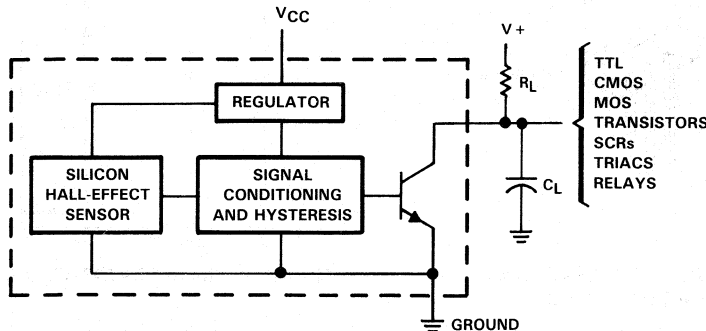 VCC
V +
REGULATOR
RL
TTL
CMOS
MOS
TRANSISTORS
SCRs
TRIACS
RELAYS
SILICON
HALL-EFFECT
SENSOR
SIGNAL
CONDITIONING
AND HYSTERESIS
CL
GROUND